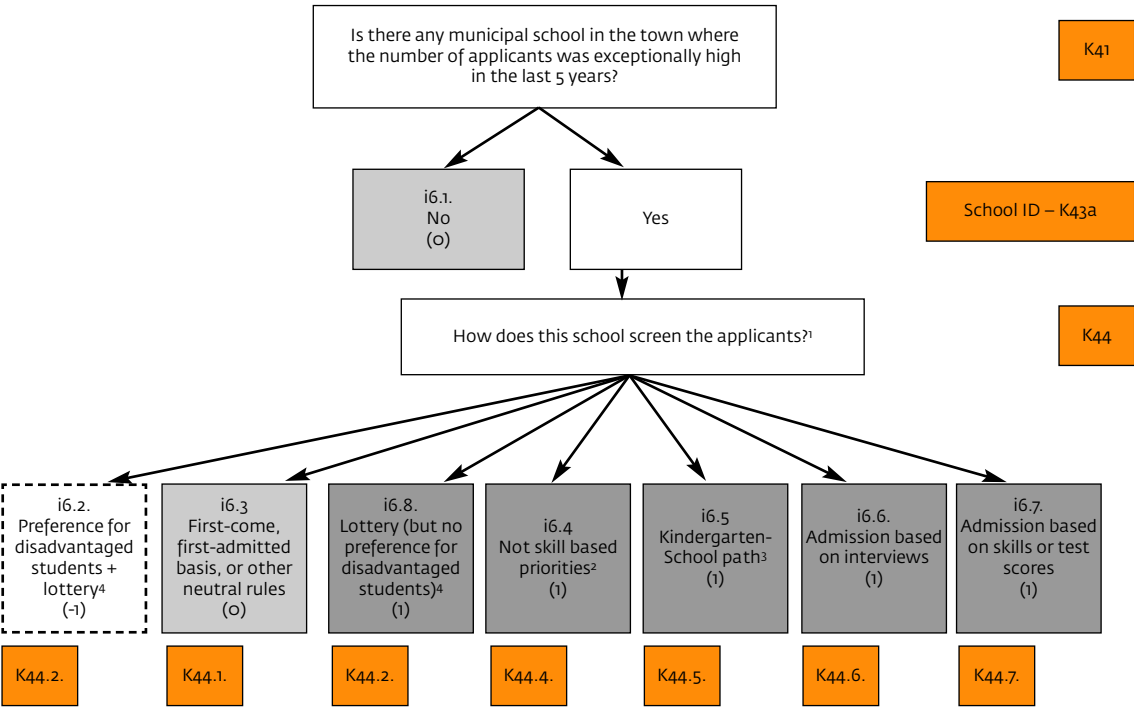 Is there any municipal school in the town where
the number of applicants was exceptionally high
in the last 5 years?
K41
i6.1.
No
(0)
Yes
School ID – K43a
How does this school screen the applicants?¹
K44
i6.2.
Preference for
disadvantaged
students +
lottery⁴
(-1)
i6.3
First-come,
first-admitted
basis, or other
neutral rules
(0)
i6.8.
Lottery (but no
preference for
disadvantaged
students)⁴
(1)
i6.4
Not skill based
priorities²
(1)
i6.5
Kindergarten-
School path³
(1)
i6.6.
Admission based
on interviews
(1)
i6.7.
Admission based
on skills or test
scores
(1)
K44.2.
K44.1.
K44.2.
K44.4.
K44.5.
K44.6.
K44.7.